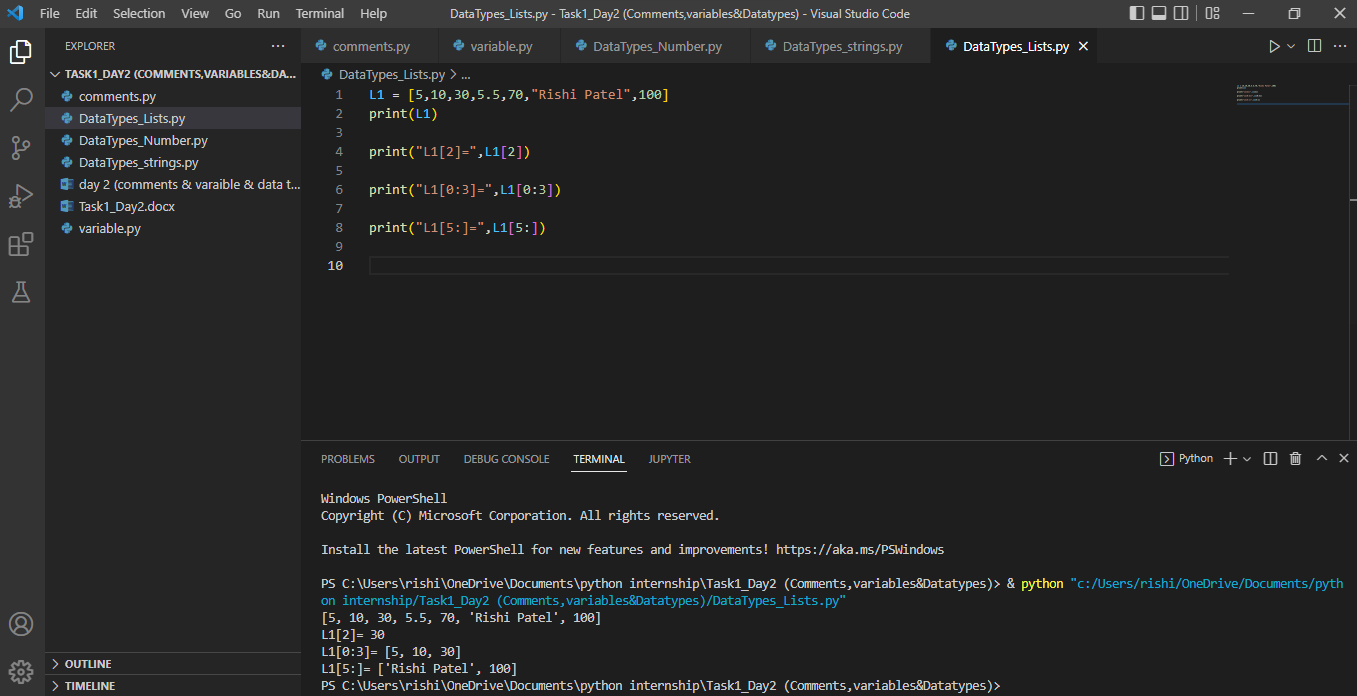 File Edit Selection View Go Run Terminal Help
DataTypes_Lists.py - Task1_Day2 (Comments,variables&Datatypes) - Visual Studio Code
EXPLORER
TASK1_DAY2 (COMMENTS,VARIABLES&DA...
comments.py
DataTypes_Lists.py
DataTypes_Number.py
DataTypes_strings.py
day 2 (comments & varaible & data t...
Task1_Day2.docx
variable.py
OUTLINE
TIMELINE
comments.py variable.py DataTypes_Number.py DataTypes_strings.py DataTypes_Lists.py
DataTypes_Lists.py > ...
1 L1 = [5,10,30,5.5,70,"Rishi Patel",100]
2 print(L1)
3
4 print("L1[2]=",L1[2])
5
6 print("L1[0:3]=",L1[0:3])
7
8 print("L1[5:]=",L1[5:])
9
10
PROBLEMS OUTPUT DEBUG CONSOLE TERMINAL JUPYTER
Python
Windows PowerShell
Copyright (C) Microsoft Corporation. All rights reserved.
Install the latest PowerShell for new features and improvements! https://aka.ms/PSWindows
PS C:\Users\rishi\OneDrive\Documents\python internship\Task1_Day2 (Comments,variables&Datatypes)> & python "c:/Users/rishi/OneDrive/Documents/pyth
on internship/Task1_Day2 (Comments,variables&Datatypes)/DataTypes_Lists.py"
[5, 10, 30, 5.5, 70, 'Rishi Patel', 100]
L1[2]= 30
L1[0:3]= [5, 10, 30]
L1[5:]= ['Rishi Patel', 100]
PS C:\Users\rishi\OneDrive\Documents\python internship\Task1_Day2 (Comments,variables&Datatypes)>